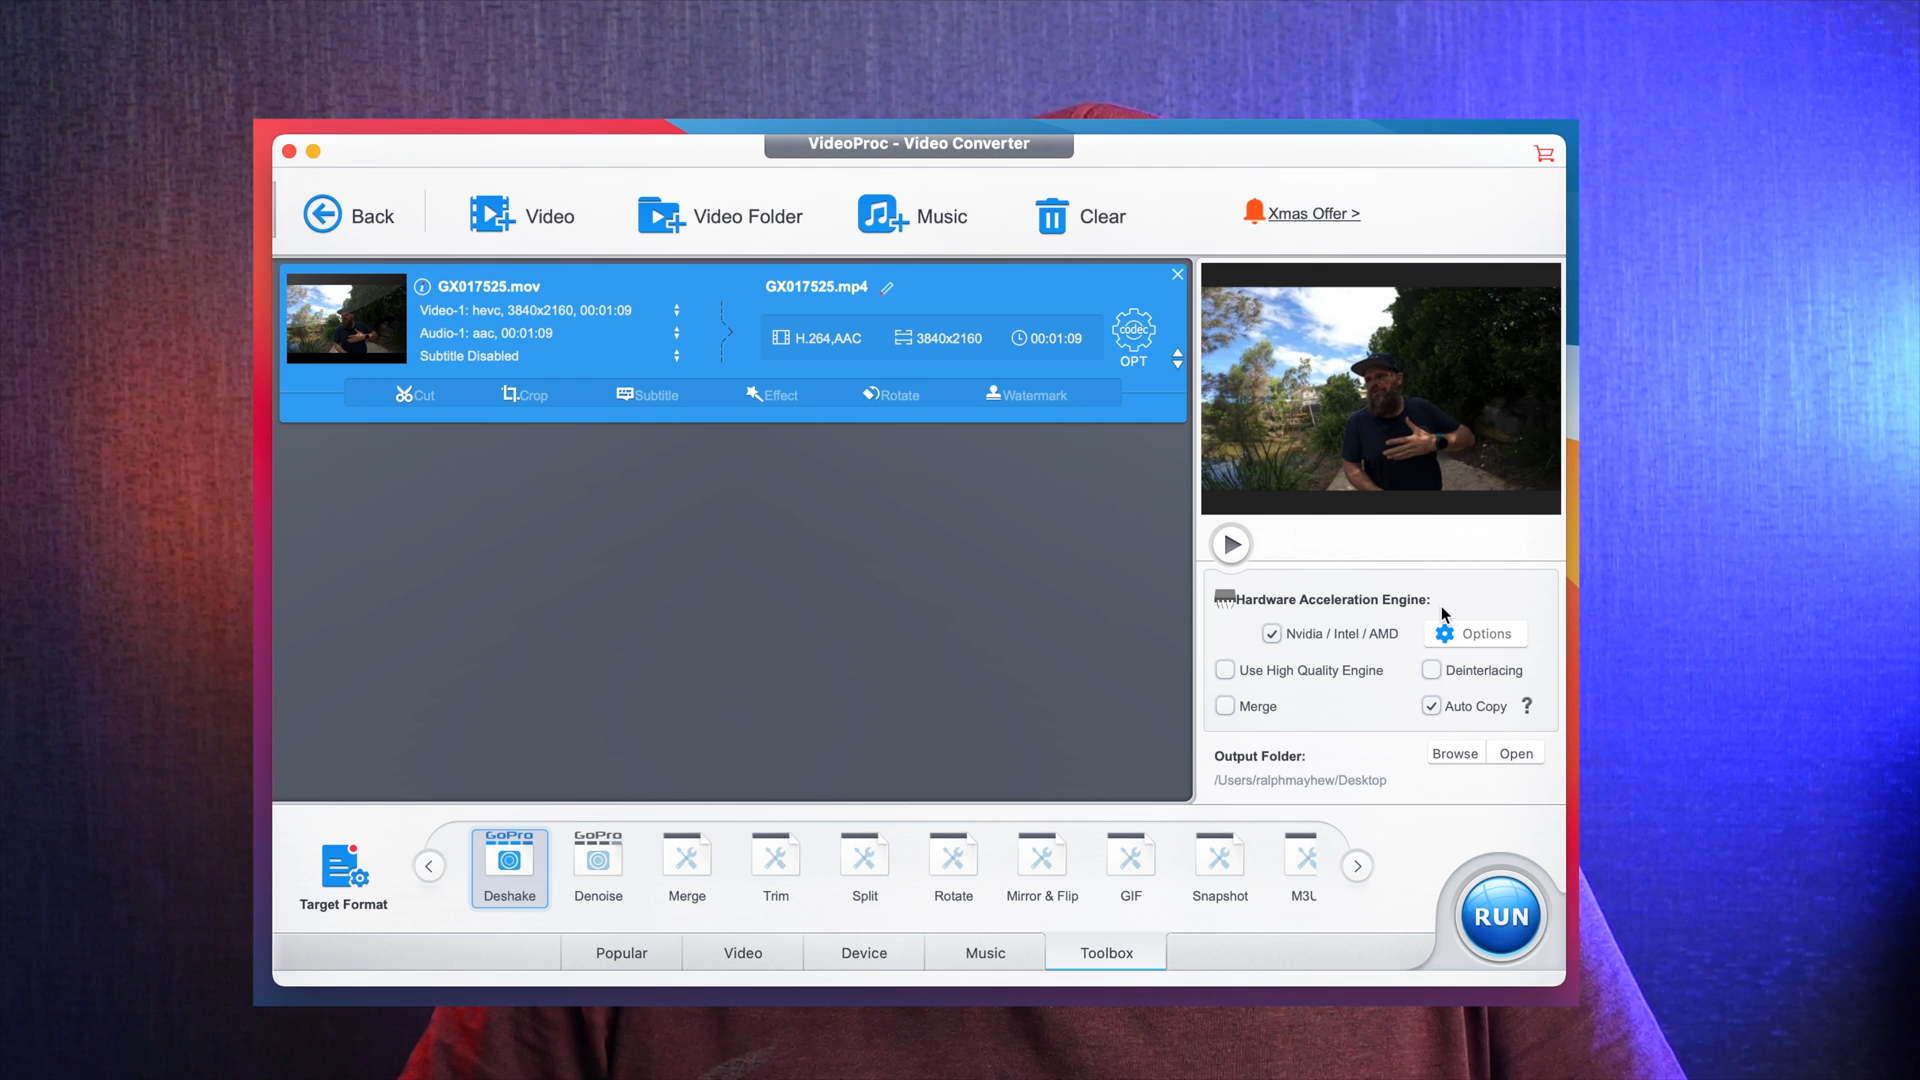 VideoProc - Video Converter
Back
Video
Video Folder
Music
Clear
Xmas Offer >
GX017525.mov
Video-1: hevc, 3840x2160, 00:01:09
Audio-1: aac, 00:01:09
Subtitle Disabled
GX017525.mp4
H.264,AAC
3840x2160
00:01:09
codec
OPT
Cut
Crop
Subtitle
Effect
Rotate
Watermark
Hardware Acceleration Engine:
Nvidia / Intel / AMD
Options
Use High Quality Engine
Deinterlacing
Merge
Auto Copy ?
Output Folder:
Browse
Open
/Users/ralphmayhew/Desktop
Target Format
GoPro
Deshake
GoPro
Denoise
Merge
Trim
Split
Rotate
Mirror & Flip
GIF
Snapshot
RUN
Popular
Video
Device
Music
Toolbox